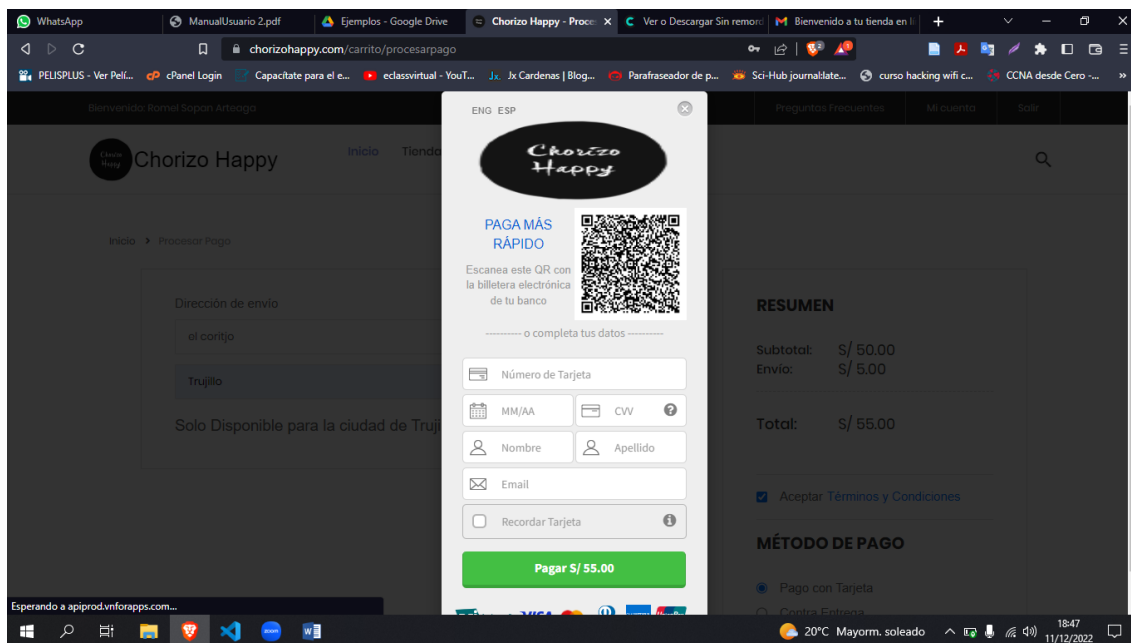 WhatsApp
ManualUsuario 2.pdf
Ejemplos - Google Drive
Chorizo Happy - Proce
Ver o Descargar Sin remord
Bienvenido a tu tienda en lí
chorizohappy.com/carrito/procesarpago
PELISPLUS - Ver Pelí...
cPanel Login
Capacítate para el e...
eclassvirtual - YouT...
Jx. Jx Cardenas | Blog...
Parafraseador de p...
Sci-Hub journal:late...
curso hacking wifi c...
CCNA desde Cero -...
Bienvenido: Romel Sopan Arteaga
Preguntas Frecuentes
Mi cuenta
Salir
Chorizo Happy
Inicio
Tienda
ENG ESP
Chorizo
Happy
PAGA MÁS
RÁPIDO
Escanea este QR con
la billetera electrónica
de tu banco
---------- o completa tus datos ----------
Número de Tarjeta
MM/AA
CVV
Nombre
Apellido
Email
Recordar Tarjeta
Pagar S/ 55.00
VISA
Inicio > Procesar Pago
Dirección de envío
el coritjo
Trujillo
Solo Disponible para la ciudad de Truji
RESUMEN
Subtotal: S/ 50.00
Envío: S/ 5.00
Total: S/ 55.00
Aceptar Términos y Condiciones
MÉTODO DE PAGO
Pago con Tarjeta
Contra Entrega
Esperando a apiprod.vnforapps.com...
20°C Mayorm. soleado
18:47
11/12/2022